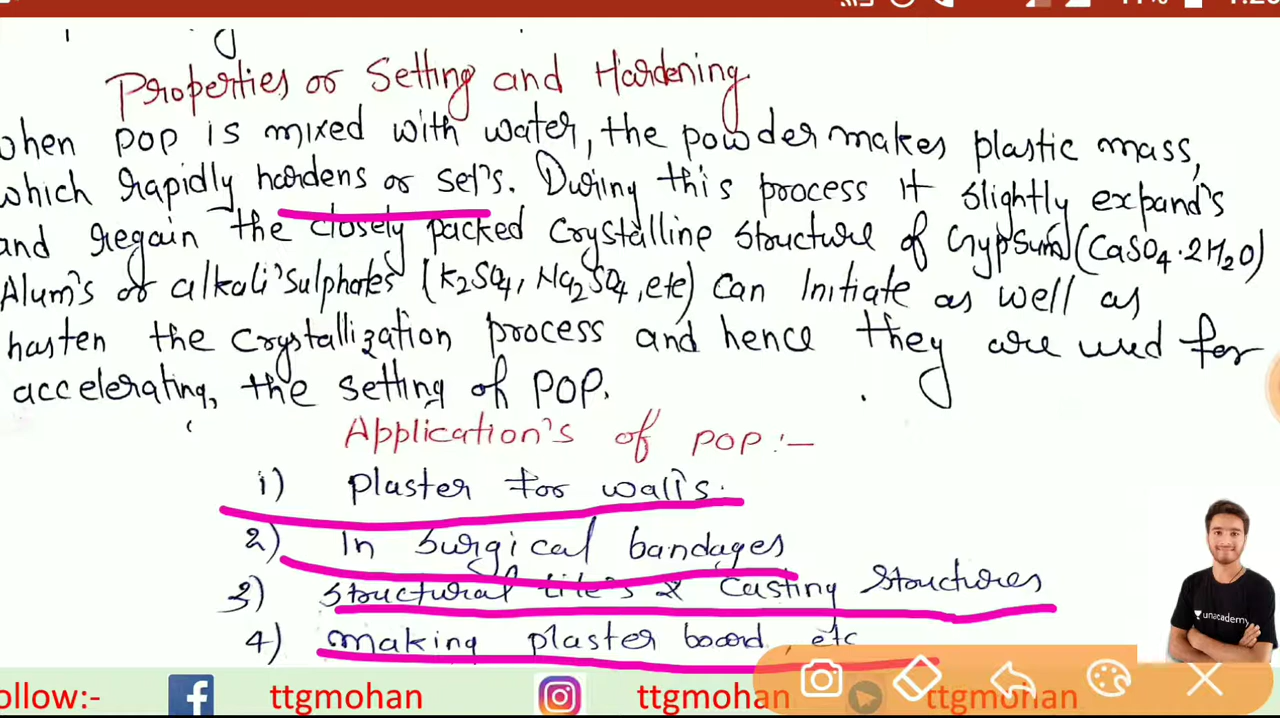 Properties or Setting and Hardening
when POP is mixed with water, the powder makes plastic mass,
which rapidly hardens or set's. During this process it slightly expand's
and regain the closely packed crystalline structure of Gypsum (CaSO4·2H2O)
Alum's or alkali sulphates (K2SO4, Na2SO4, etc) can initiate as well as
hasten the crystallization process and hence they are used for
accelerating, the setting of POP.
Application's of POP:-
1) Plaster for wall's.
2) In surgical bandages
3) Structural tile's & casting structures
4) making plaster board, etc
unacademy
ollow:- ttgmohan ttgmohan ttgmohan